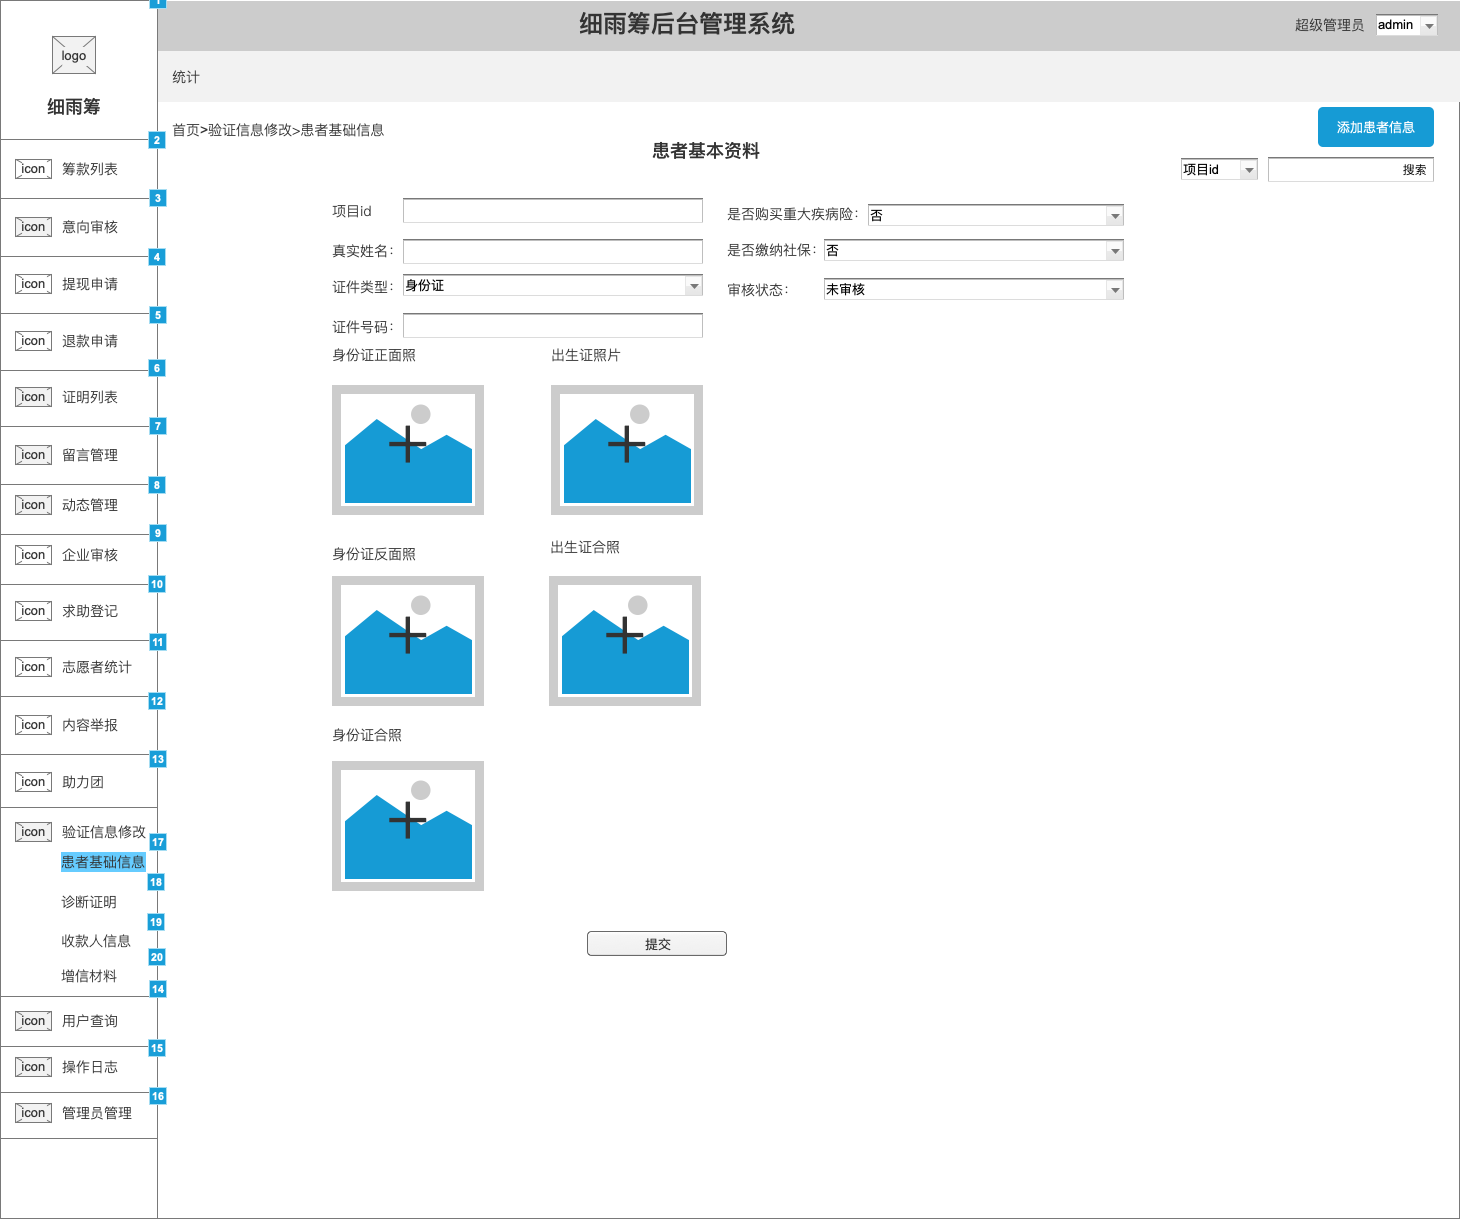 1
细雨筹后台管理系统
超级管理员
admin
logo
细雨筹
统计
首页>验证信息修改>患者基础信息
添加患者信息
患者基本资料
项目id
搜索
2
icon 筹款列表
3
icon 意向审核
4
icon 提现申请
5
icon 退款申请
6
icon 证明列表
7
icon 留言管理
8
icon 动态管理
9
icon 企业审核
10
icon 求助登记
11
icon 志愿者统计
12
icon 内容举报
13
icon 助力团
icon 验证信息修改
17
患者基础信息
18
诊断证明
19
收款人信息
20
增信材料
14
icon 用户查询
15
icon 操作日志
16
icon 管理员管理
项目id
是否购买重大疾病险： 否
真实姓名：
是否缴纳社保： 否
证件类型： 身份证
审核状态： 未审核
证件号码：
身份证正面照
出生证照片
身份证反面照
出生证合照
身份证合照
提交